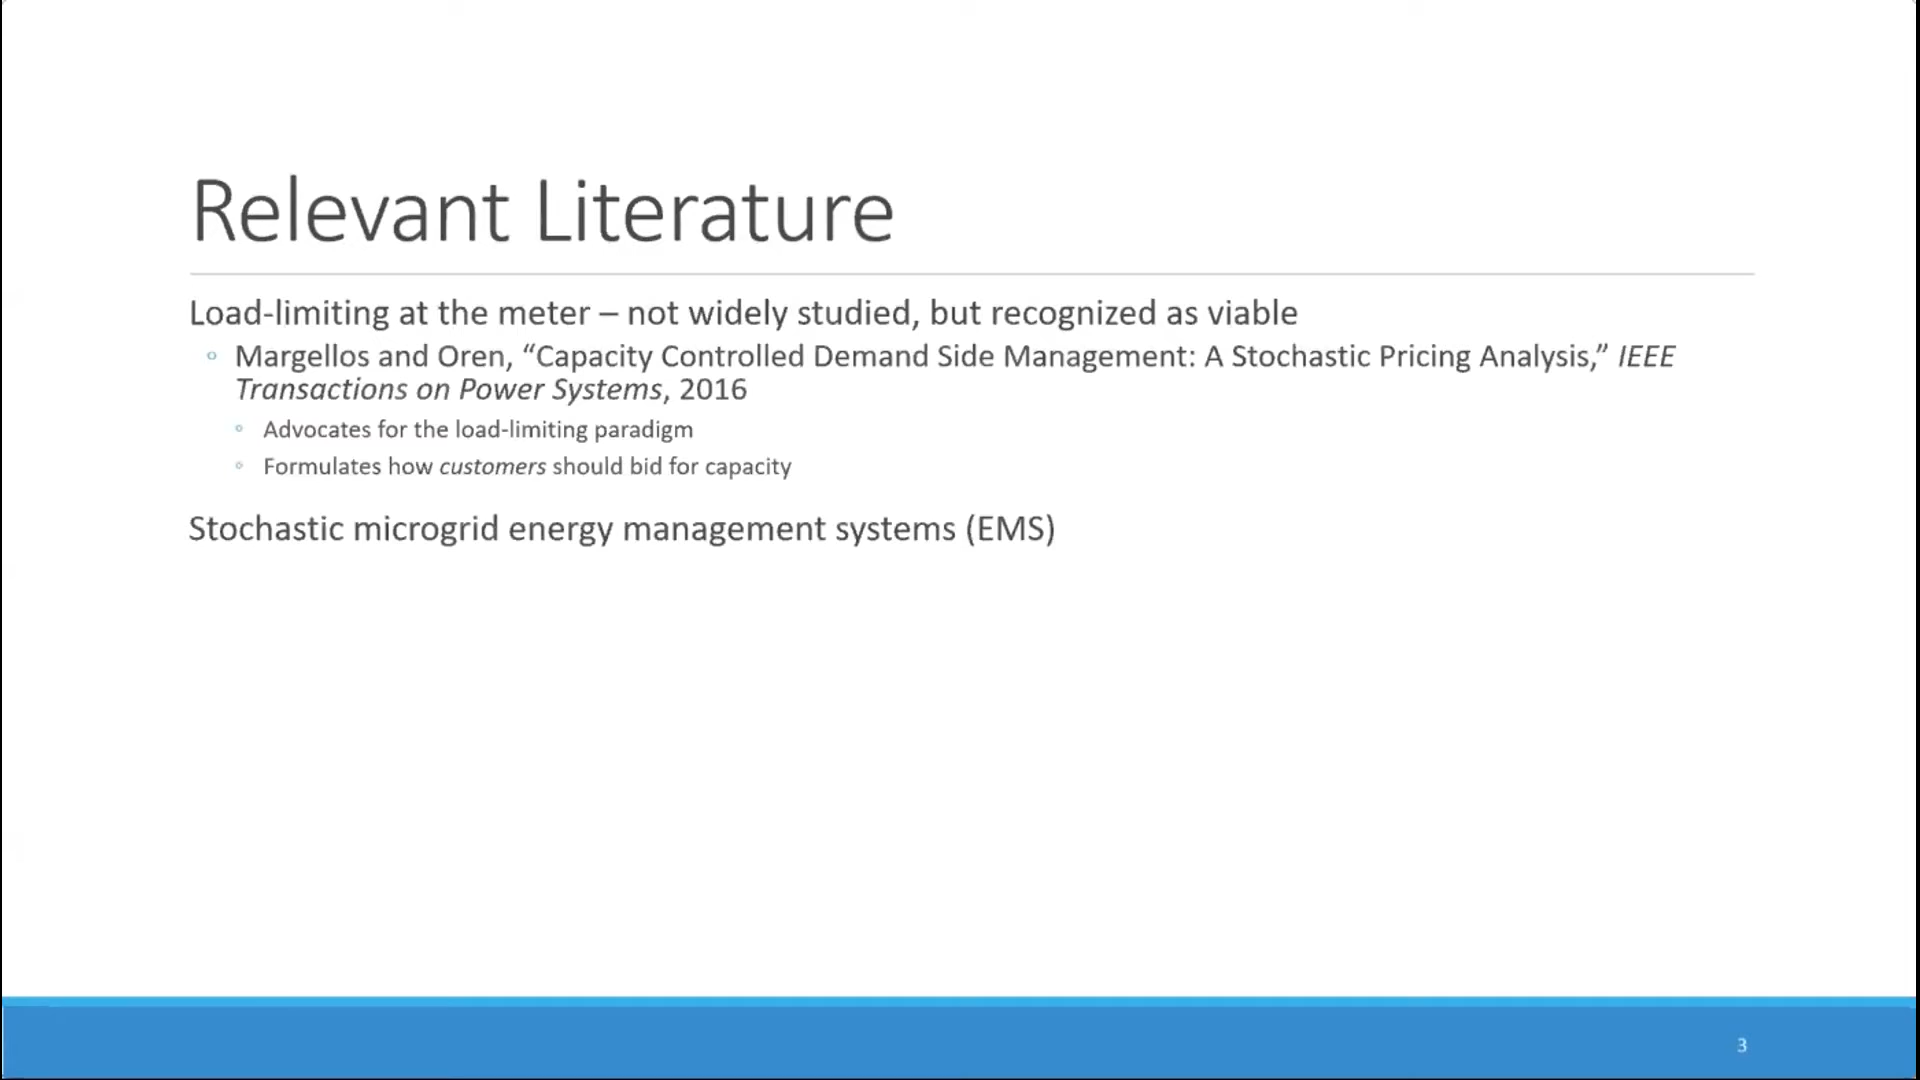 Relevant Literature
Load-limiting at the meter – not widely studied, but recognized as viable
◦ Margellos and Oren, “Capacity Controlled Demand Side Management: A Stochastic Pricing Analysis,” IEEE
Transactions on Power Systems, 2016
◦ Advocates for the load-limiting paradigm
◦ Formulates how customers should bid for capacity
Stochastic microgrid energy management systems (EMS)
3